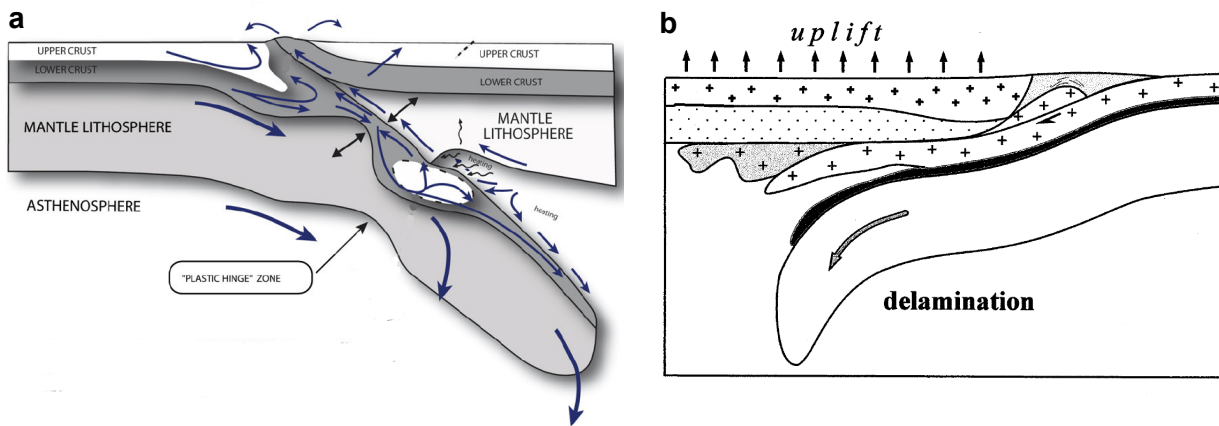 a
UPPER CRUST
LOWER CRUST
MANTLE LITHOSPHERE
ASTHENOSPHERE
"PLASTIC HINGE" ZONE
UPPER CRUST
LOWER CRUST
MANTLE
LITHOSPHERE
heating
heating
b
uplift
delamination